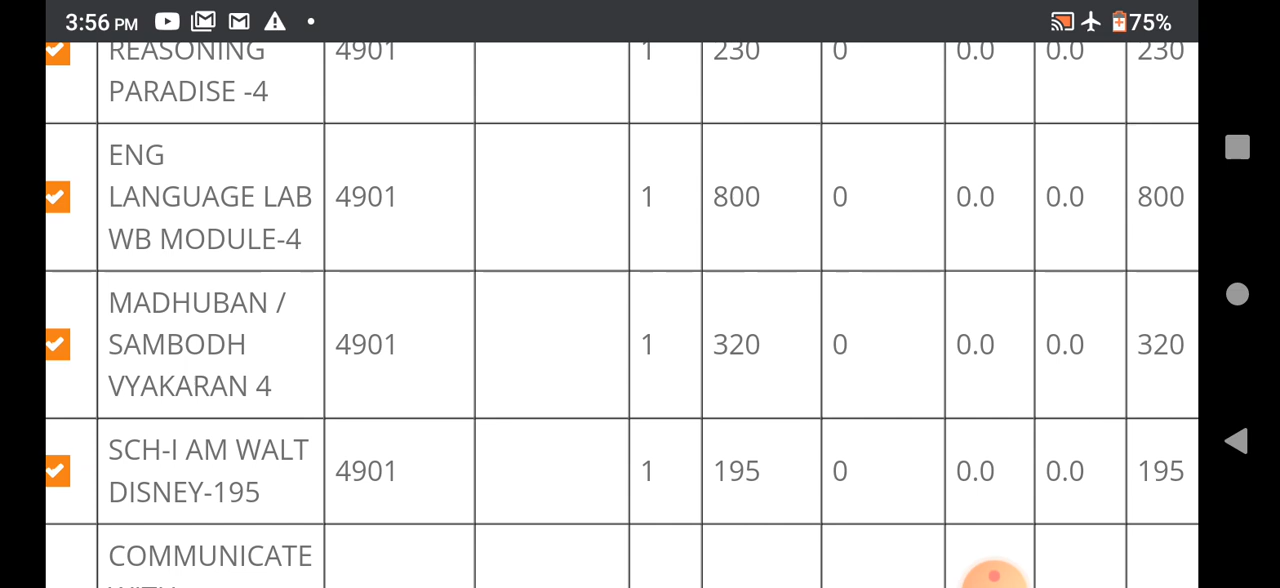 3:56 PM 75%
REASONING PARADISE -4 4901 1 230 0 0.0 0.0 230
ENG LANGUAGE LAB WB MODULE-4 4901 1 800 0 0.0 0.0 800
MADHUBAN / SAMBODH VYAKARAN 4 4901 1 320 0 0.0 0.0 320
SCH-I AM WALT DISNEY-195 4901 1 195 0 0.0 0.0 195
COMMUNICATE